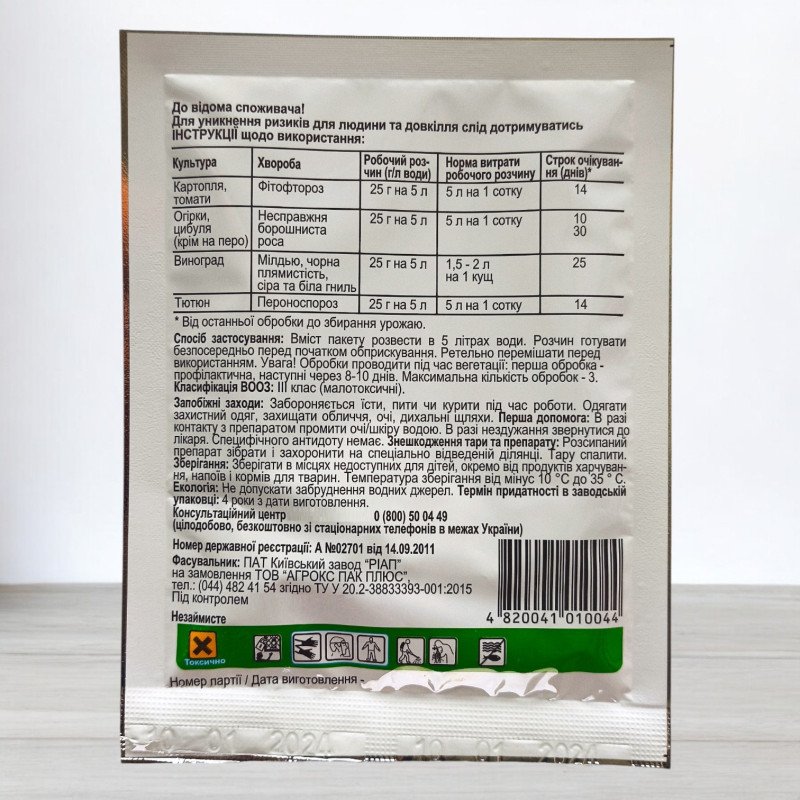 До відома споживача!
Для уникнення ризиків для людини та довкілля слід дотримуватись
ІНСТРУКЦІЇ щодо використання:
Культура Хвороба Робочий роз-чин (г/л води) Норма витрати робочого розчину Строк очікуван-ня (днів)*
Картопля, томати Фітофтороз 25 г на 5 л 5 л на 1 сотку 14
Огірки, цибуля (крім на перо) Несправжня борошниста роса 25 г на 5 л 5 л на 1 сотку 10 30
Виноград Мілдью, чорна плямистість, сіра та біла гниль 25 г на 5 л 1,5 - 2 л на 1 кущ 25
Тютюн Пероноспороз 25 г на 5 л 5 л на 1 сотку 14
* Від останньої обробки до збирання урожаю.
Спосіб застосування: Вміст пакету розвести в 5 літрах води. Розчин готувати
безпосередньо перед початком обприскування. Ретельно перемішати перед
використанням. Увага! Обробки проводити під час вегетації: перша обробка -
профілактична, наступні через 8-10 днів. Максимальна кількість обробок - 3.
Класифікація ВООЗ: III клас (малотоксичні).
Запобіжні заходи: Забороняється їсти, пити чи курити під час роботи. Одягати
захистний одяг, захищати обличчя, очі, дихальні шляхи. Перша допомога: В разі
контакту з препаратом промити очі/шкіру водою. В разі нездужання звернутися до
лікаря. Специфічного антидоту немає. Знешкодження тари та препарату: Розсипаний
препарат зібрати і захоронити на спеціально відведеній ділянці. Тару спалити.
Зберігання: Зберігати в місцях недоступних для дітей, окремо від продуктів харчуван-
ня, напоїв і кормів для тварин. Температура зберігання від мінус 10 °С до 35 ° С.
Екологія: Не допускати забруднення водних джерел. Термін придатності в заводській
упаковці: 4 роки з дати виготовлення.
Консультаційний центр 0 (800) 50 04 49
(цілодобово, безкоштовно зі стаціонарних телефонів в межах України)
Номер державної реєстрації: А №02701 від 14.09.2011
Фасувальник: ПАТ Київський завод "РІАП"
на замовлення ТОВ "АГРОКС ПАК ПЛЮС",
тел.: (044) 482 41 54 згідно ТУ У 20.2-38833393-001:2015
Під контролем
Незаймисте
4 820041 010044
Токсично
Номер партії / Дата виготовлення -
10 01 2024 10 01 2024